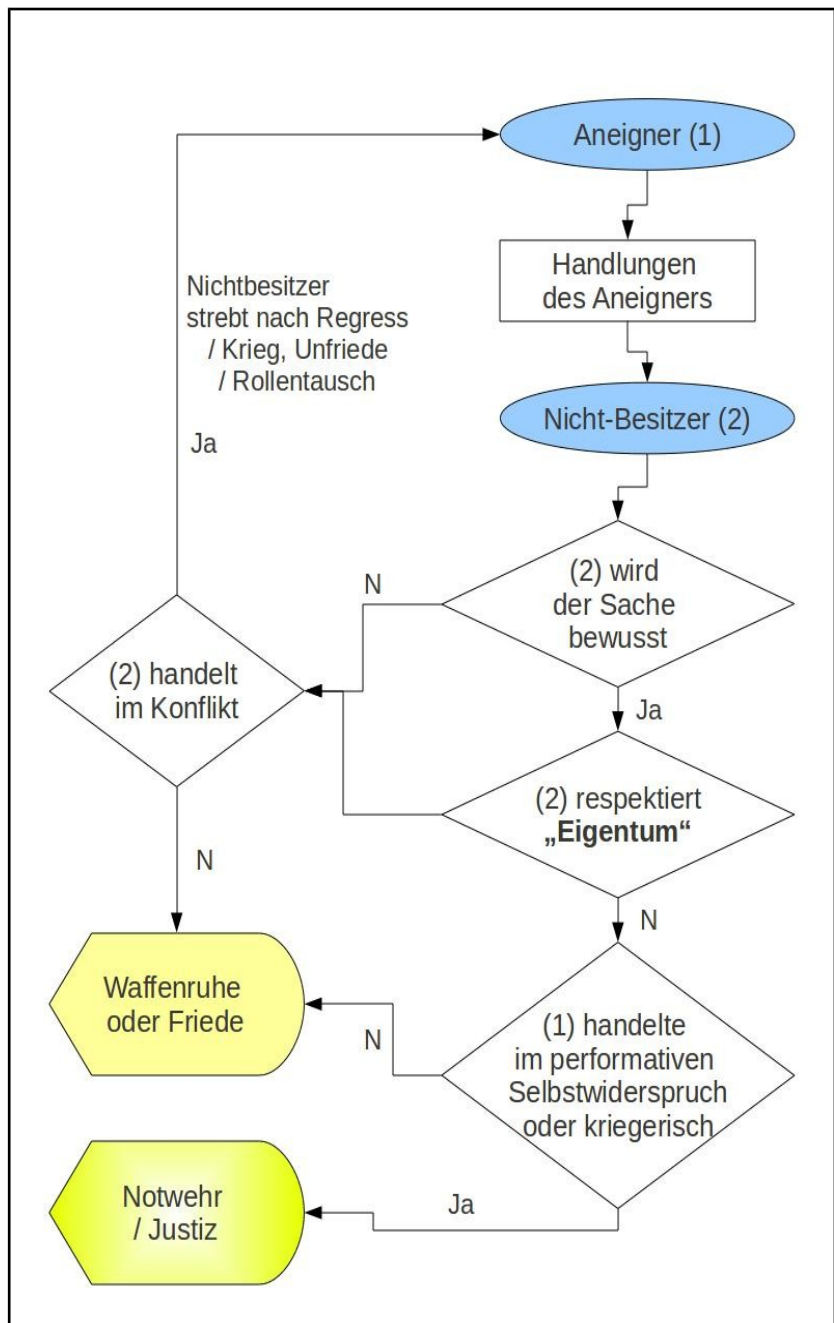 Aneigner (1)
Handlungen
des Aneigners
Nichtbesitzer
strebt nach Regress
/ Krieg, Unfriede
/ Rollentausch
Ja
Nicht-Besitzer (2)
(2) wird
der Sache
bewusst
N
Ja
(2) handelt
im Konflikt
(2) respektiert
„Eigentum“
N
N
Waffenruhe
oder Friede
(1) handelte
im performativen
Selbstwiderspruch
oder kriegerisch
N
Ja
Notwehr
/ Justiz